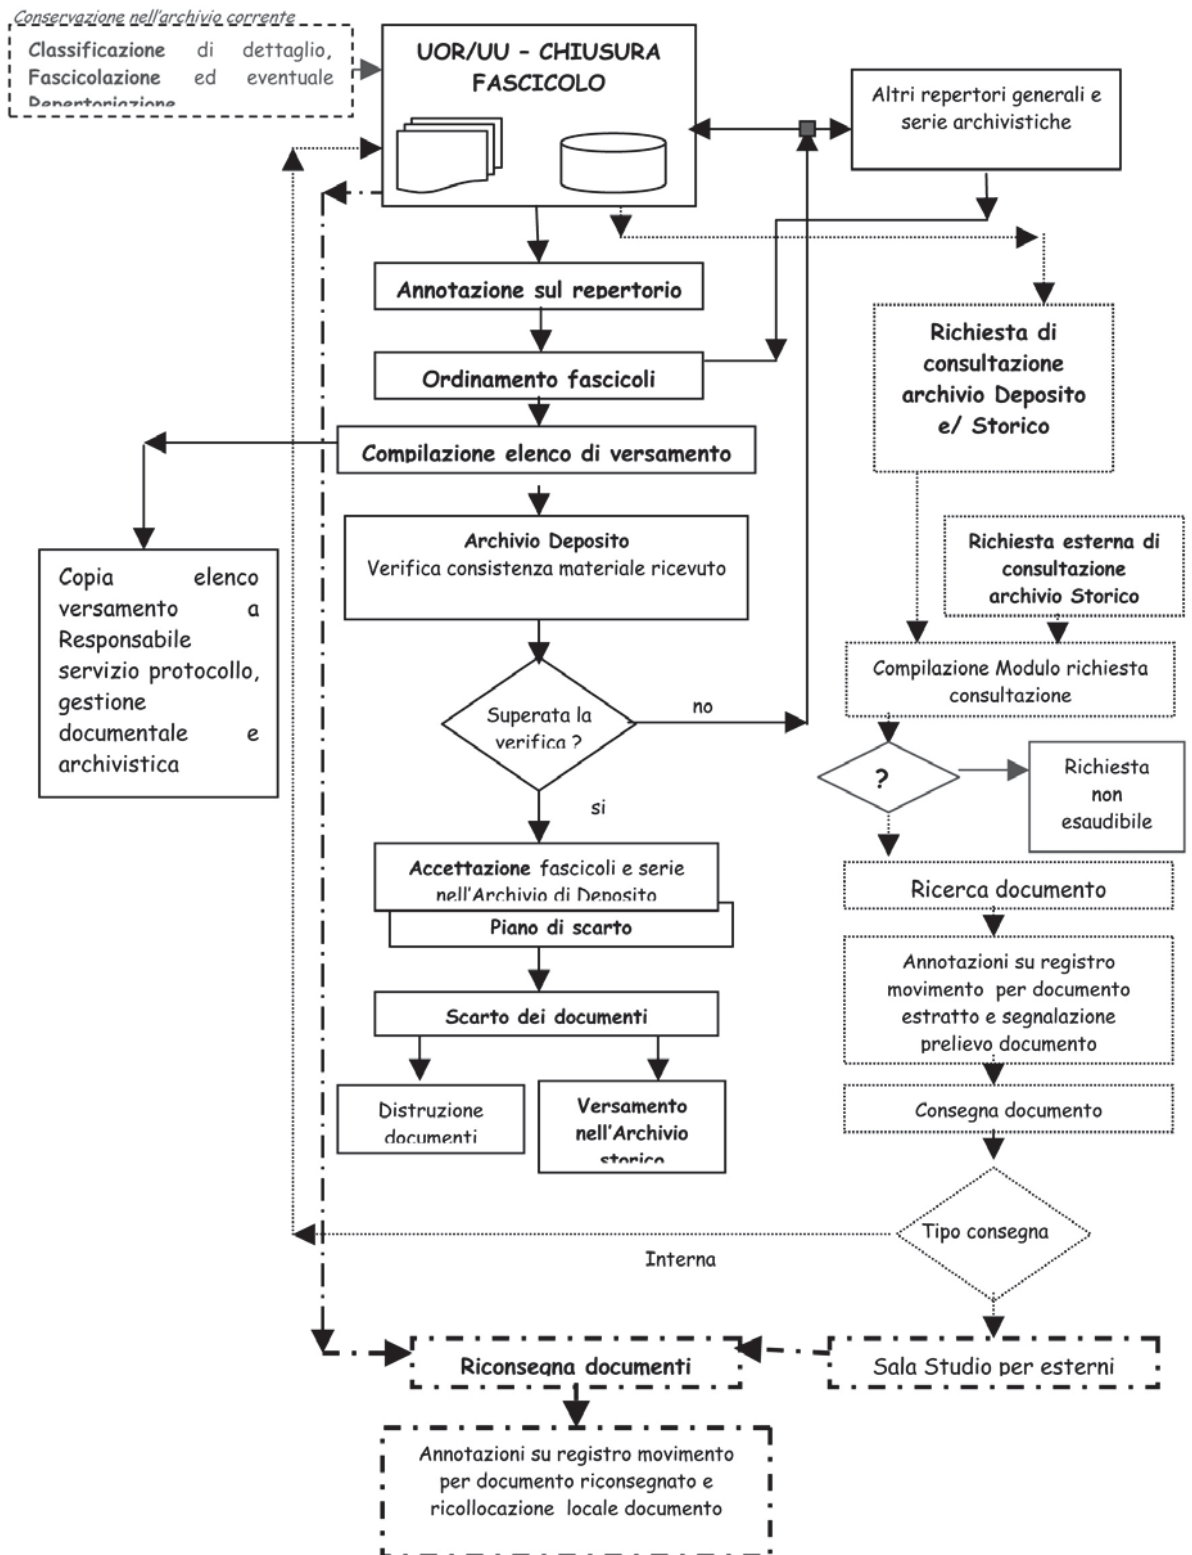 Conservazione nell'archivio corrente
Classificazione di dettaglio,
Fascicolazione ed eventuale
Repertoriazione
UOR/UU - CHIUSURA
FASCICOLO
Altri repertori generali e
serie archivistiche
Annotazione sul repertorio
Ordinamento fascicoli
Compilazione elenco di versamento
Richiesta di
consultazione
archivio Deposito
e/ Storico
Archivio Deposito
Verifica consistenza materiale ricevuto
Richiesta esterna di
consultazione
archivio Storico
Copia elenco
versamento a
Responsabile
servizio protocollo,
gestione
documentale e
archivistica
Compilazione Modulo richiesta
consultazione
Superata la
verifica ?
no
si
?
Richiesta
non
esaudibile
Accettazione fascicoli e serie
nell'Archivio di Deposito
Piano di scarto
Ricerca documento
Annotazioni su registro
movimento per documento
estratto e segnalazione
prelievo documento
Scarto dei documenti
Distruzione
documenti
Versamento
nell'Archivio
storico
Consegna documento
Tipo consegna
Interna
Riconsegna documenti
Sala Studio per esterni
Annotazioni su registro movimento
per documento riconsegnato e
ricollocazione locale documento